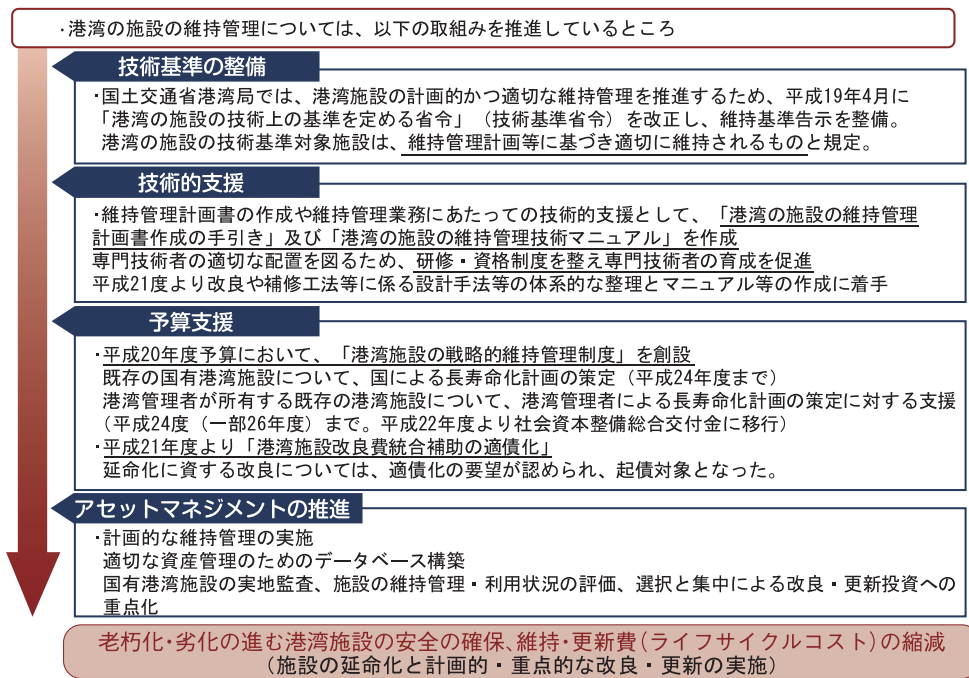 ・港湾の施設の維持管理については、以下の取組みを推進しているところ
技術基準の整備
・国土交通省港湾局では、港湾施設の計画的かつ適切な維持管理を推進するため、平成19年4月に
「港湾の施設の技術上の基準を定める省令」（技術基準省令）を改正し、維持基準告示を整備。
港湾の施設の技術基準対象施設は、維持管理計画等に基づき適切に維持されるものと規定。
技術的支援
・維持管理計画書の作成や維持管理業務にあたっての技術的支援として、「港湾の施設の維持管理
計画書作成の手引き」及び「港湾の施設の維持管理技術マニュアル」を作成
専門技術者の適切な配置を図るため、研修・資格制度を整え専門技術者の育成を促進
平成21度より改良や補修工法等に係る設計手法等の体系的な整理とマニュアル等の作成に着手
予算支援
・平成20年度予算において、「港湾施設の戦略的維持管理制度」を創設
既存の国有港湾施設について、国による長寿命化計画の策定（平成24年度まで）
港湾管理者が所有する既存の港湾施設について、港湾管理者による長寿命化計画の策定に対する支援
（平成24度（一部26年度）まで。平成22年度より社会資本整備総合交付金に移行）
・平成21年度より「港湾施設改良費統合補助の適債化」
延命化に資する改良については、適債化の要望が認められ、起債対象となった。
アセットマネジメントの推進
・計画的な維持管理の実施
適切な資産管理のためのデータベース構築
国有港湾施設の実地監査、施設の維持管理・利用状況の評価、選択と集中による改良・更新投資への
重点化
老朽化・劣化の進む港湾施設の安全の確保、維持・更新費（ライフサイクルコスト）の縮減
（施設の延命化と計画的・重点的な改良・更新の実施）